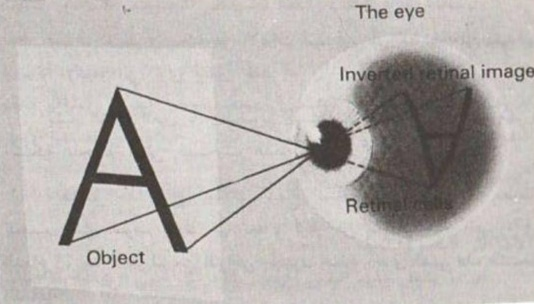 The eye
Inverted retinal image
A
Retinal cells
Object